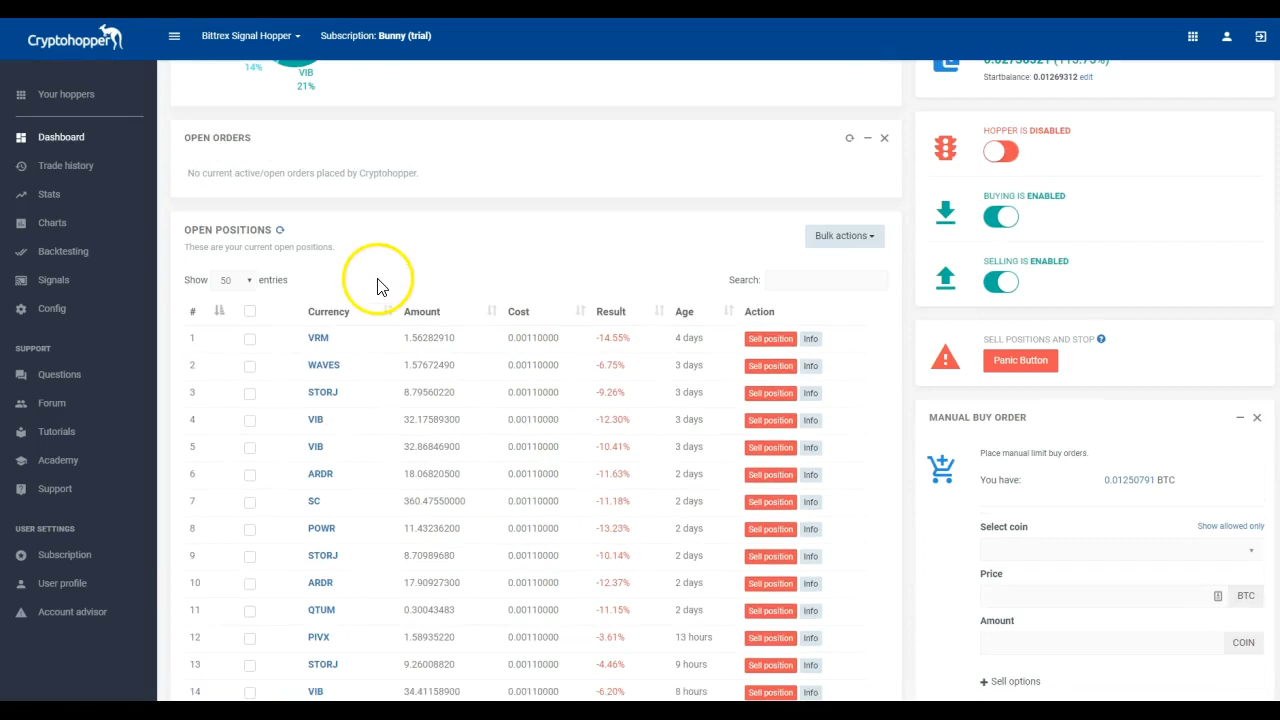 Cryptohopper
Bittrex Signal Hopper
Subscription: Bunny (trial)
Your hoppers
Dashboard
Trade history
Stats
Charts
Backtesting
Signals
Config
SUPPORT
Questions
Forum
Tutorials
Academy
Support
USER SETTINGS
Subscription
User profile
Account advisor
14%
VIB
21%
OPEN ORDERS
No current active/open orders placed by Cryptohopper.
OPEN POSITIONS
These are your current open positions.
Bulk actions
Show 50 entries
Search:
# Currency Amount Cost Result Age Action
1 VRM 1.56282910 0.00110000 -14.55% 4 days Sell position Info
2 WAVES 1.57672490 0.00110000 -6.75% 3 days Sell position Info
3 STORJ 8.79560220 0.00110000 -9.26% 3 days Sell position Info
4 VIB 32.17589300 0.00110000 -12.30% 3 days Sell position Info
5 VIB 32.86846900 0.00110000 -10.41% 3 days Sell position Info
6 ARDR 18.06820500 0.00110000 -11.63% 2 days Sell position Info
7 SC 360.47550000 0.00110000 -11.18% 2 days Sell position Info
8 POWR 11.43236200 0.00110000 -13.23% 2 days Sell position Info
9 STORJ 8.70989680 0.00110000 -10.14% 2 days Sell position Info
10 ARDR 17.90927300 0.00110000 -12.37% 2 days Sell position Info
11 QTUM 0.30043483 0.00110000 -11.15% 2 days Sell position Info
12 PIVX 1.58935220 0.00110000 -3.61% 13 hours Sell position Info
13 STORJ 9.26008820 0.00110000 -4.46% 9 hours Sell position Info
14 VIB 34.41158900 0.00110000 -6.20% 8 hours Sell position Info
Startbalance: 0.01269312 edit
HOPPER IS DISABLED
BUYING IS ENABLED
SELLING IS ENABLED
SELL POSITIONS AND STOP
Panic Button
MANUAL BUY ORDER
Place manual limit buy orders.
You have: 0.01250791 BTC
Select coin Show allowed only
Price
BTC
Amount
COIN
Sell options